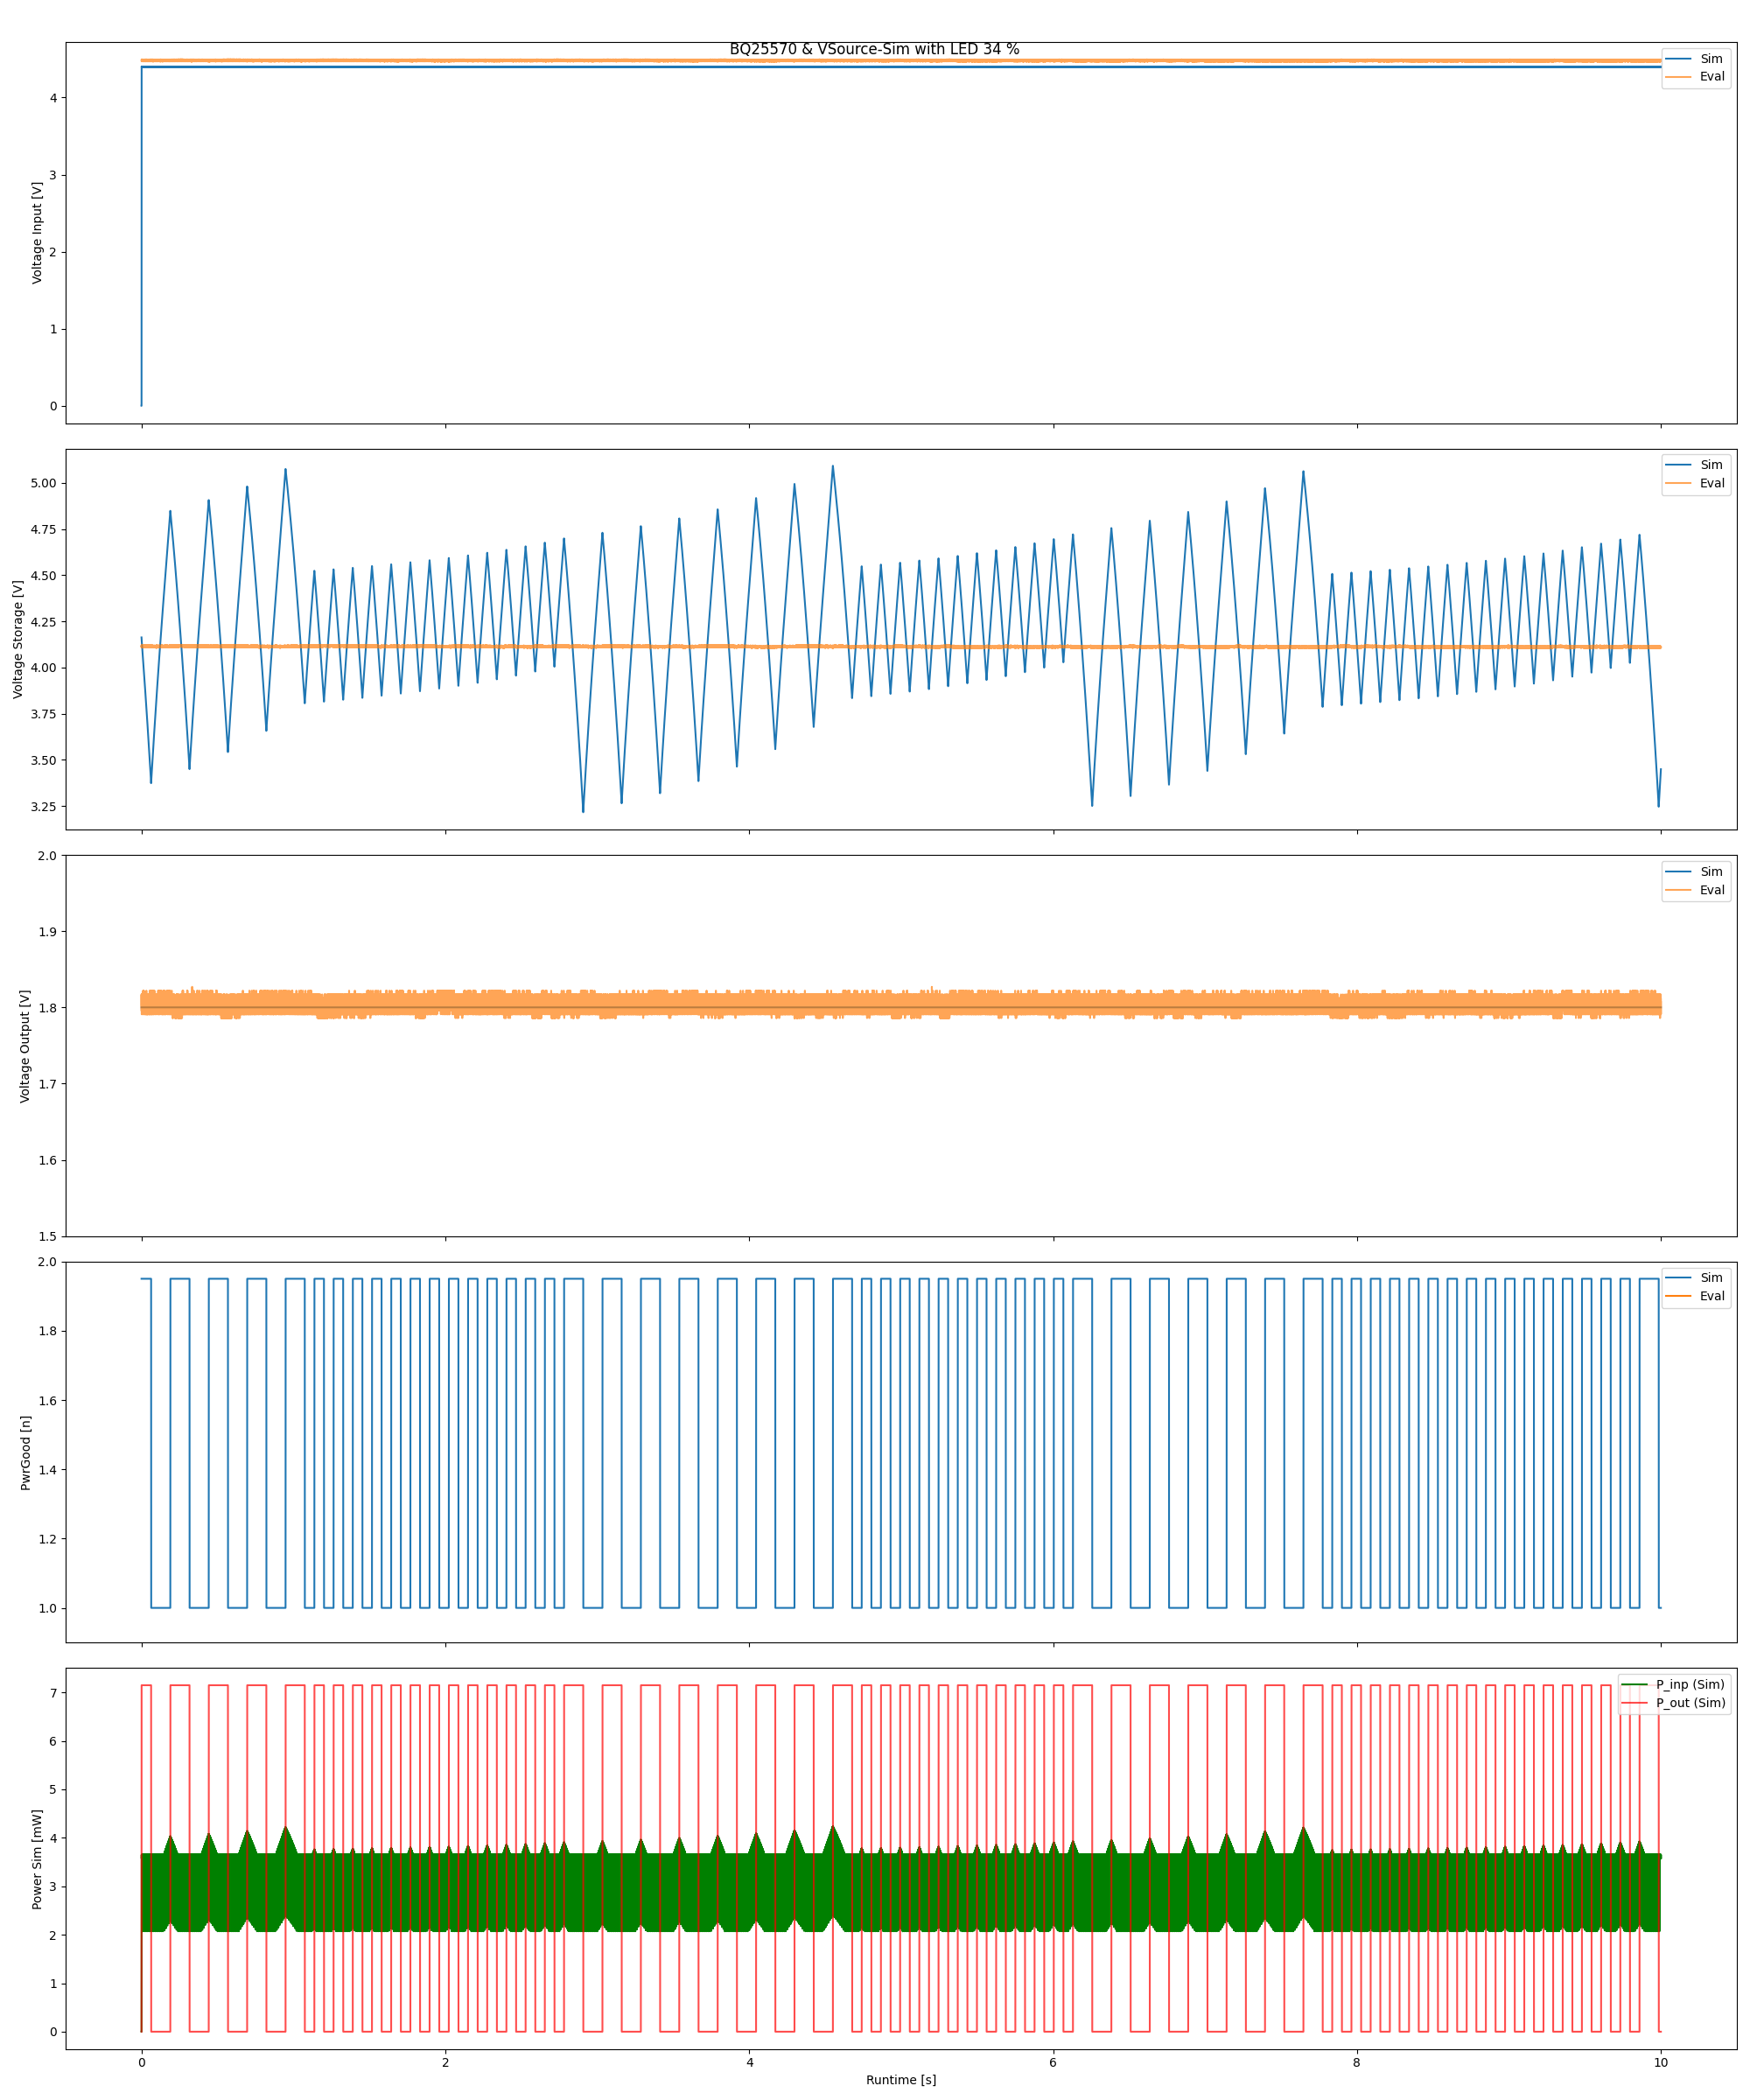 BQ25570 & VSource-Sim with LED 34 %
Voltage Input [V]
4
3
2
1
0
Sim
Eval
Voltage Storage [V]
5.00
4.75
4.50
4.25
4.00
3.75
3.50
3.25
Sim
Eval
Voltage Output [V]
2.0
1.9
1.8
1.7
1.6
1.5
Sim
Eval
PwrGood [n]
2.0
1.8
1.6
1.4
1.2
1.0
Sim
Eval
Power Sim [mW]
7
6
5
4
3
2
1
0
P_inp (Sim)
P_out (Sim)
0 2 4 6 8 10
Runtime [s]